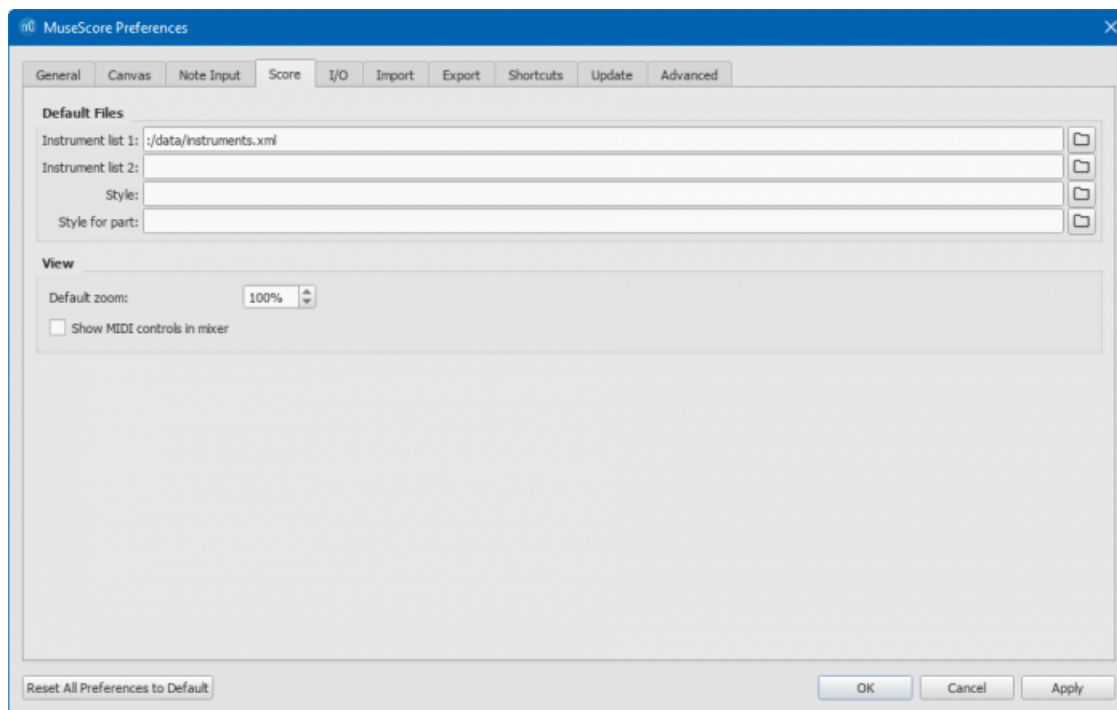 MuseScore Preferences
General Canvas Note Input Score I/O Import Export Shortcuts Update Advanced
Default Files
Instrument list 1: :/data/instruments.xml
Instrument list 2:
Style:
Style for part:
View
Default zoom: 100%
Show MIDI controls in mixer
Reset All Preferences to Default OK Cancel Apply